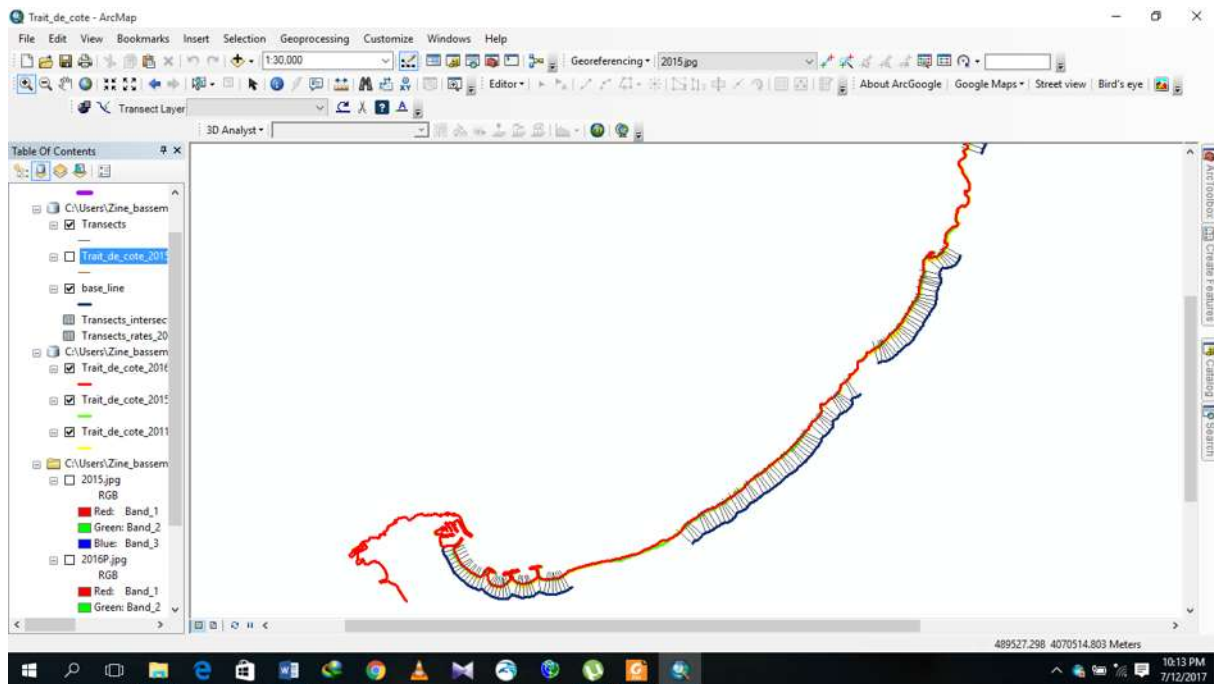 Trait_de_cote - ArcMap
File Edit View Bookmarks Insert Selection Geoprocessing Customize Windows Help
1:30,000 Georeferencing 2015.jpg
Editor About ArcGoogle Google Maps Street view Bird's eye
Transect Layer
3D Analyst
Table Of Contents
C:\Users\Zine_bassem
Transects
Trait_de_cote_2015
base_line
Transects_intersec
Transects_rates_20
C:\Users\Zine_bassem
Trait_de_cote_2016
Trait_de_cote_2015
Trait_de_cote_2011
C:\Users\Zine_bassem
2015.jpg
RGB
Red: Band_1
Green: Band_2
Blue: Band_3
2016P.jpg
RGB
Red: Band_1
Green: Band_2
ArcToolbox
Create Features
Catalog
Search
489527.298 4070514.803 Meters
10:13 PM
7/12/2017